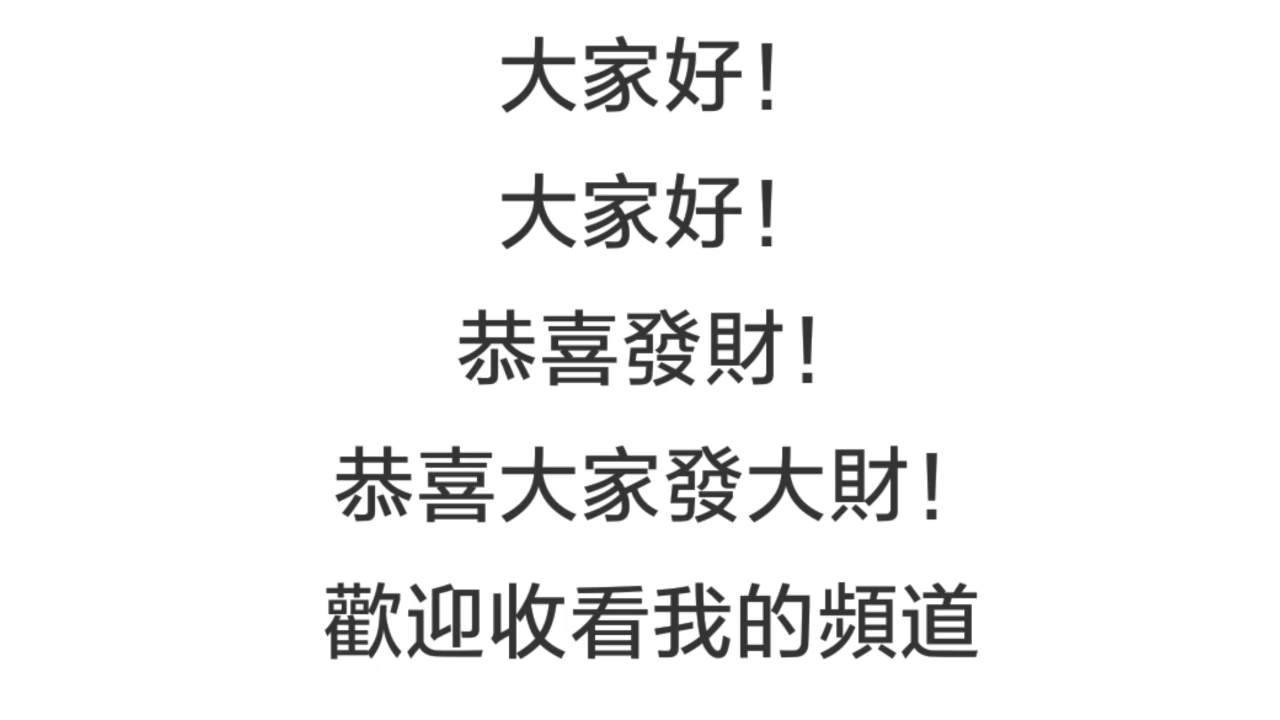 大家好！
大家好！
恭喜發財！
恭喜大家發大財！
歡迎收看我的頻道